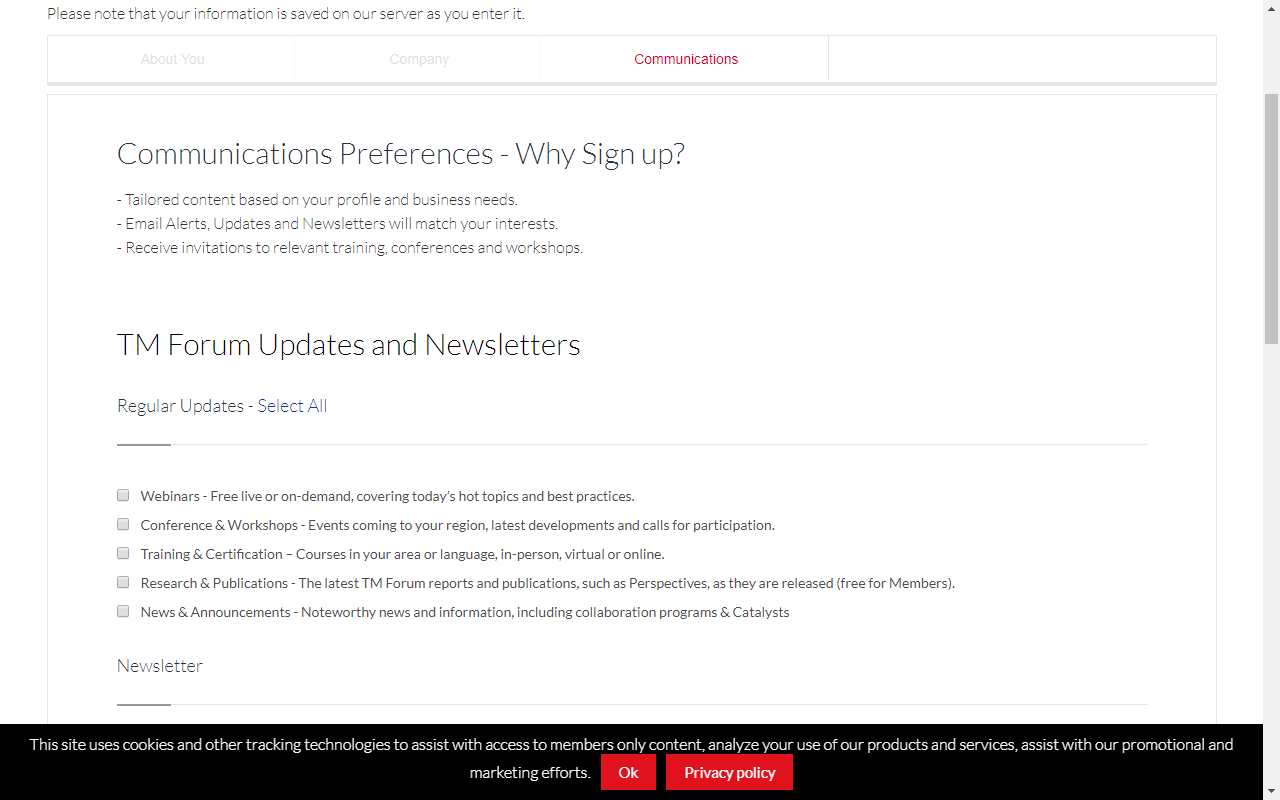 Please note that your information is saved on our server as you enter it.
About You
Company
Communications
Communications Preferences - Why Sign up?
- Tailored content based on your profile and business needs.
- Email Alerts, Updates and Newsletters will match your interests.
- Receive invitations to relevant training, conferences and workshops.
TM Forum Updates and Newsletters
Regular Updates - Select All
Webinars - Free live or on-demand, covering today's hot topics and best practices.
Conference & Workshops - Events coming to your region, latest developments and calls for participation.
Training & Certification – Courses in your area or language, in-person, virtual or online.
Research & Publications - The latest TM Forum reports and publications, such as Perspectives, as they are released (free for Members).
News & Announcements - Noteworthy news and information, including collaboration programs & Catalysts
Newsletter
This site uses cookies and other tracking technologies to assist with access to members only content, analyze your use of our products and services, assist with our promotional and
marketing efforts. Ok Privacy policy